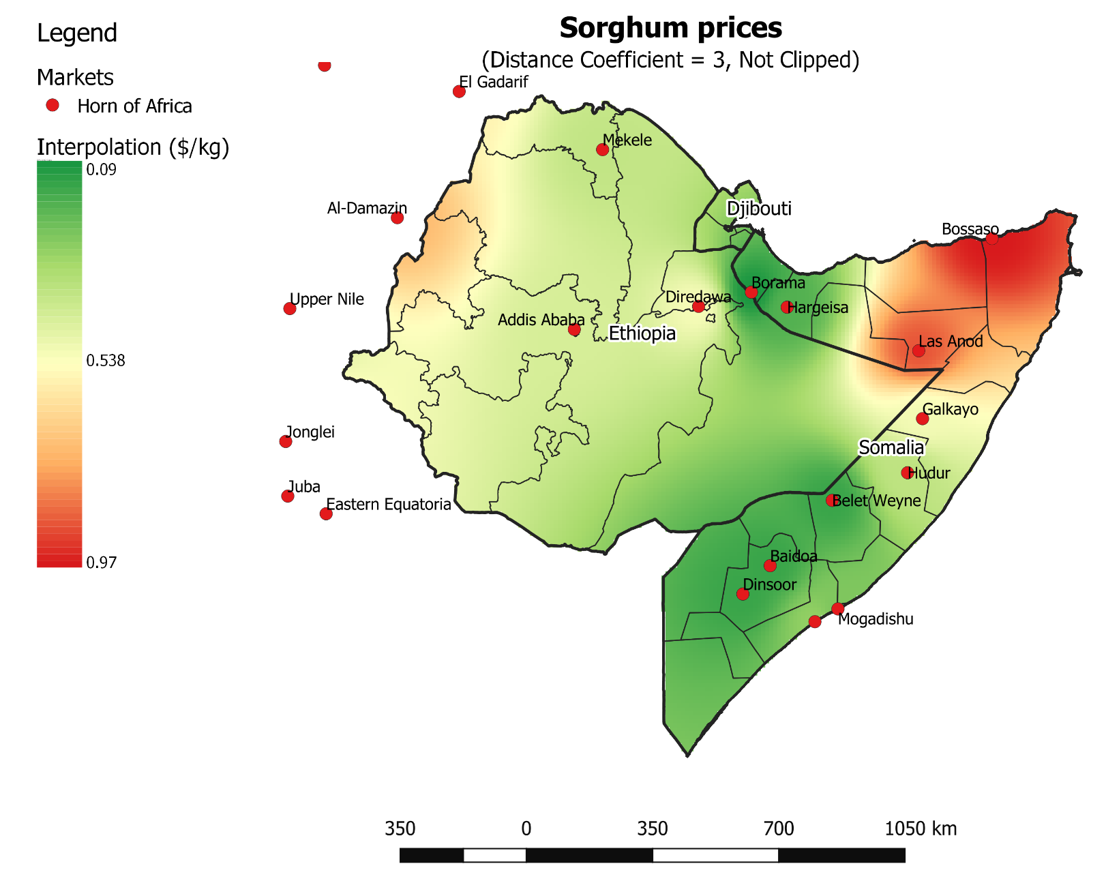 Sorghum prices
(Distance Coefficient = 3, Not Clipped)
Legend
Markets
Horn of Africa
Interpolation ($/kg)
0.09
0.538
0.97
El Gadarif
Mekele
Al-Damazin
Djibouti
Bossaso
Upper Nile
Diredawa
Borama
Hargeisa
Addis Ababa
Ethiopia
Las Anod
Galkayo
Jonglei
Somalia
Hudur
Juba
Eastern Equatoria
Belet Weyne
Baidoa
Dinsoor
Mogadishu
350 0 350 700 1050 km